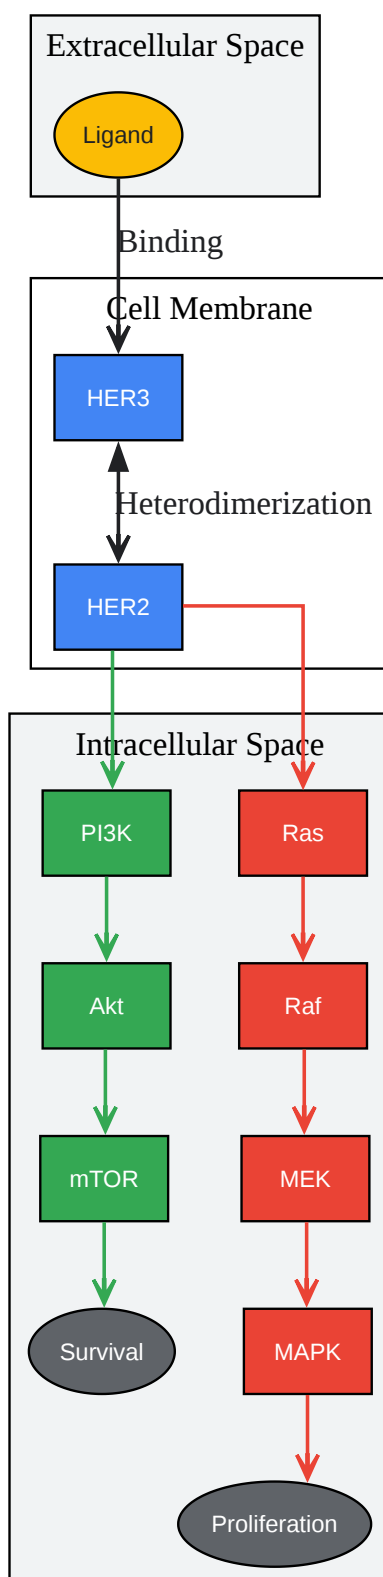 Extracellular Space
Ligand
Binding
Cell Membrane
HER3
Heterodimerization
HER2
Intracellular Space
PI3K
Ras
Akt
Raf
mTOR
MEK
Survival
MAPK
Proliferation